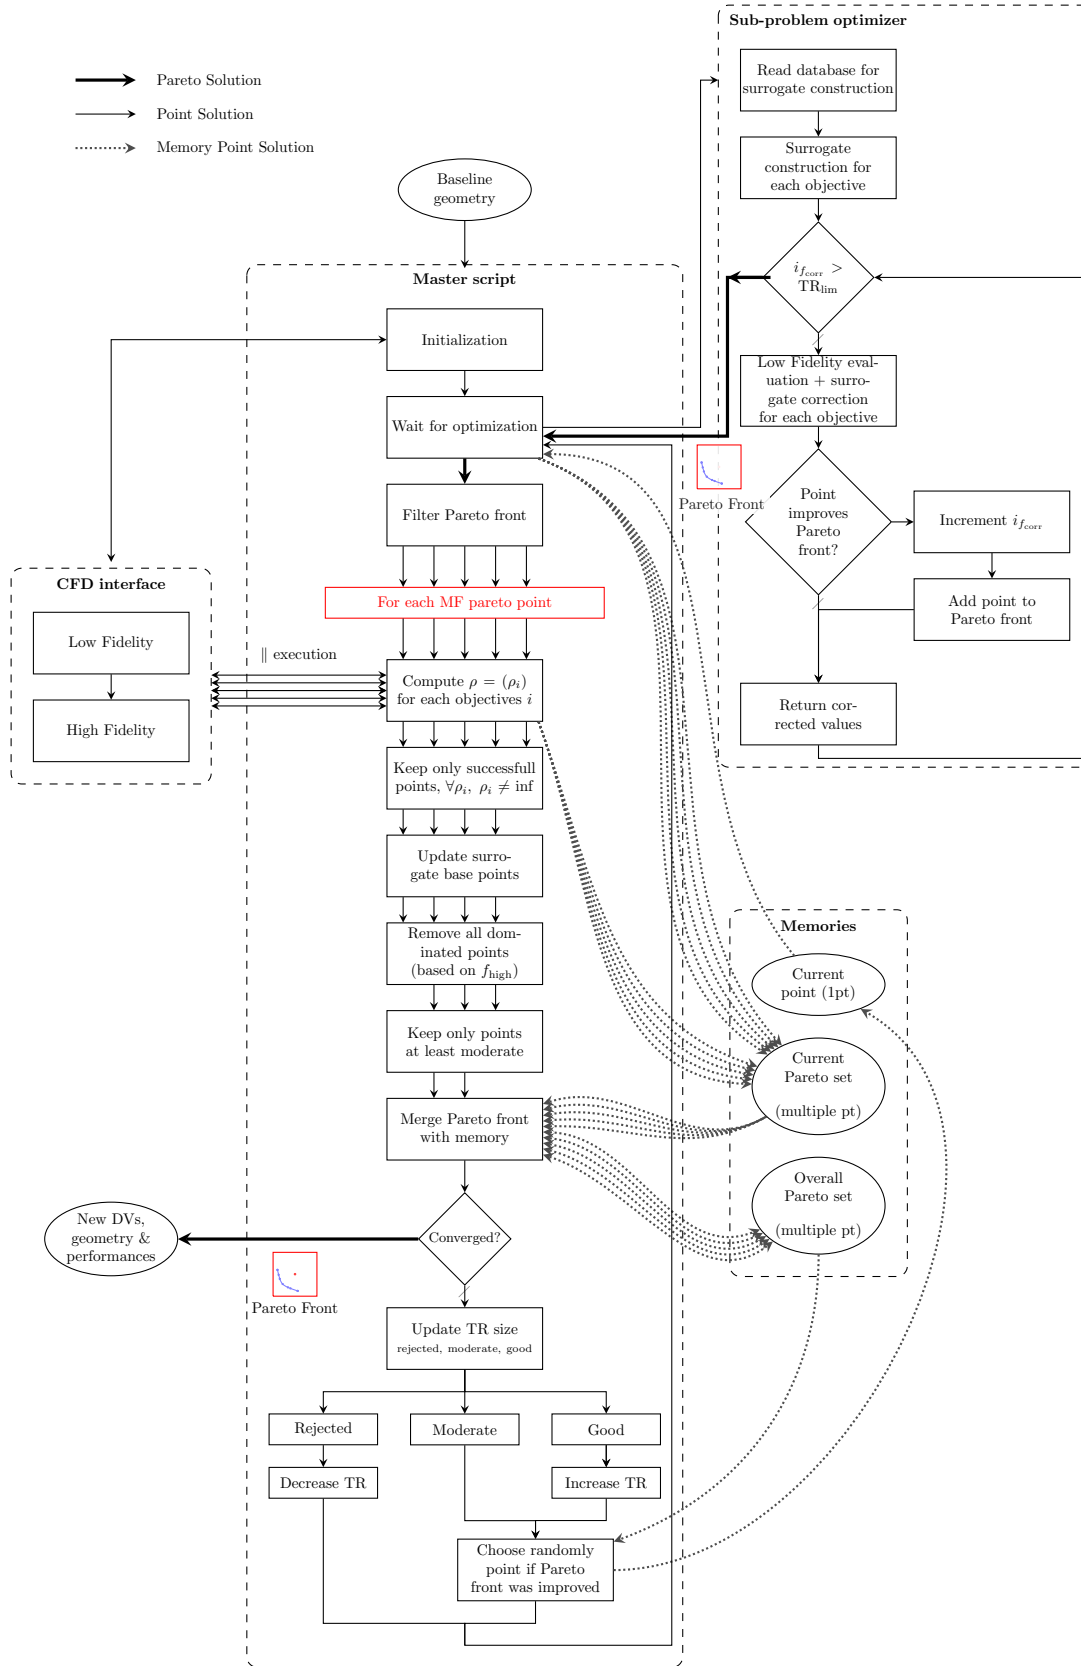 Sub-problem optimizer
Read database for
surrogate construction
Surrogate
construction for
each objective
i_{f_corr} >
TR_lim
Low Fidelity eval-
uation + surro-
gate correction
for each objective
Point
improves
Pareto
front?
Increment i_{f_corr}
Add point to
Pareto front
Return cor-
rected values
Pareto Solution
Point Solution
Memory Point Solution
Baseline
geometry
Master script
Initialization
Wait for optimization
Pareto Front
Filter Pareto front
For each MF pareto point
CFD interface
Low Fidelity
High Fidelity
∥ execution
Compute ρ = (ρ_i)
for each objectives i
Keep only successfull
points, ∀ρ_i, ρ_i ≠ inf
Update surro-
gate base points
Remove all dom-
inated points
(based on f_high)
Keep only points
at least moderate
Merge Pareto front
with memory
Memories
Current
point (1pt)
Current
Pareto set
(multiple pt)
Overall
Pareto set
(multiple pt)
Converged?
New DVs,
geometry &
performances
Pareto Front
Update TR size
rejected, moderate, good
Rejected
Moderate
Good
Decrease TR
Increase TR
Choose randomly
point if Pareto
front was improved